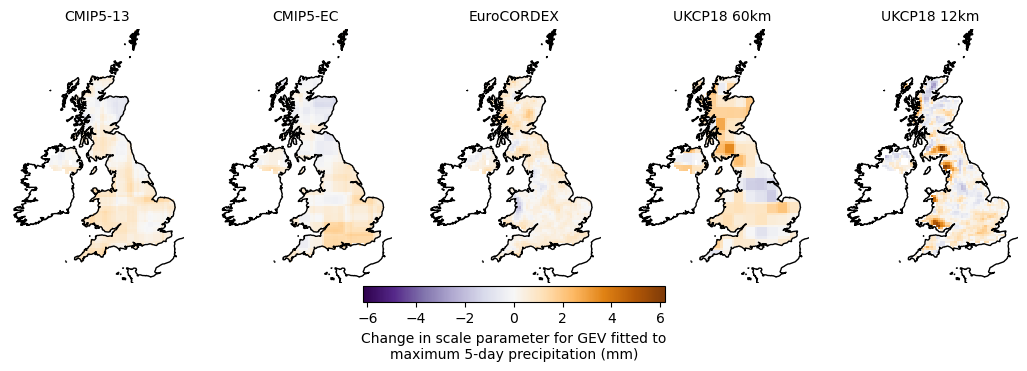 CMIP5-13 CMIP5-EC EuroCORDEX UKCP18 60km UKCP18 12km
−6 −4 −2 0 2 4 6
Change in scale parameter for GEV fitted to
maximum 5-day precipitation (mm)